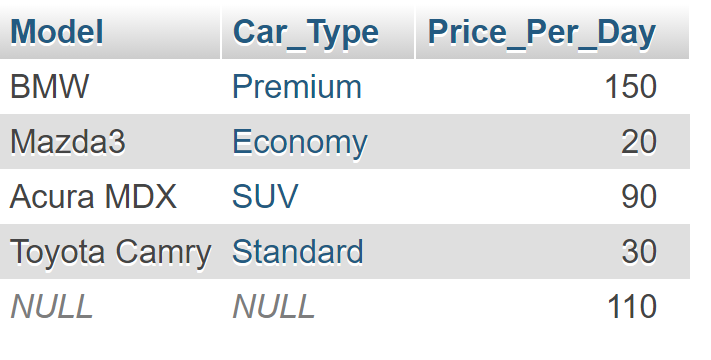 Model Car_Type Price_Per_Day
BMW Premium 150
Mazda3 Economy 20
Acura MDX SUV 90
Toyota Camry Standard 30
NULL NULL 110